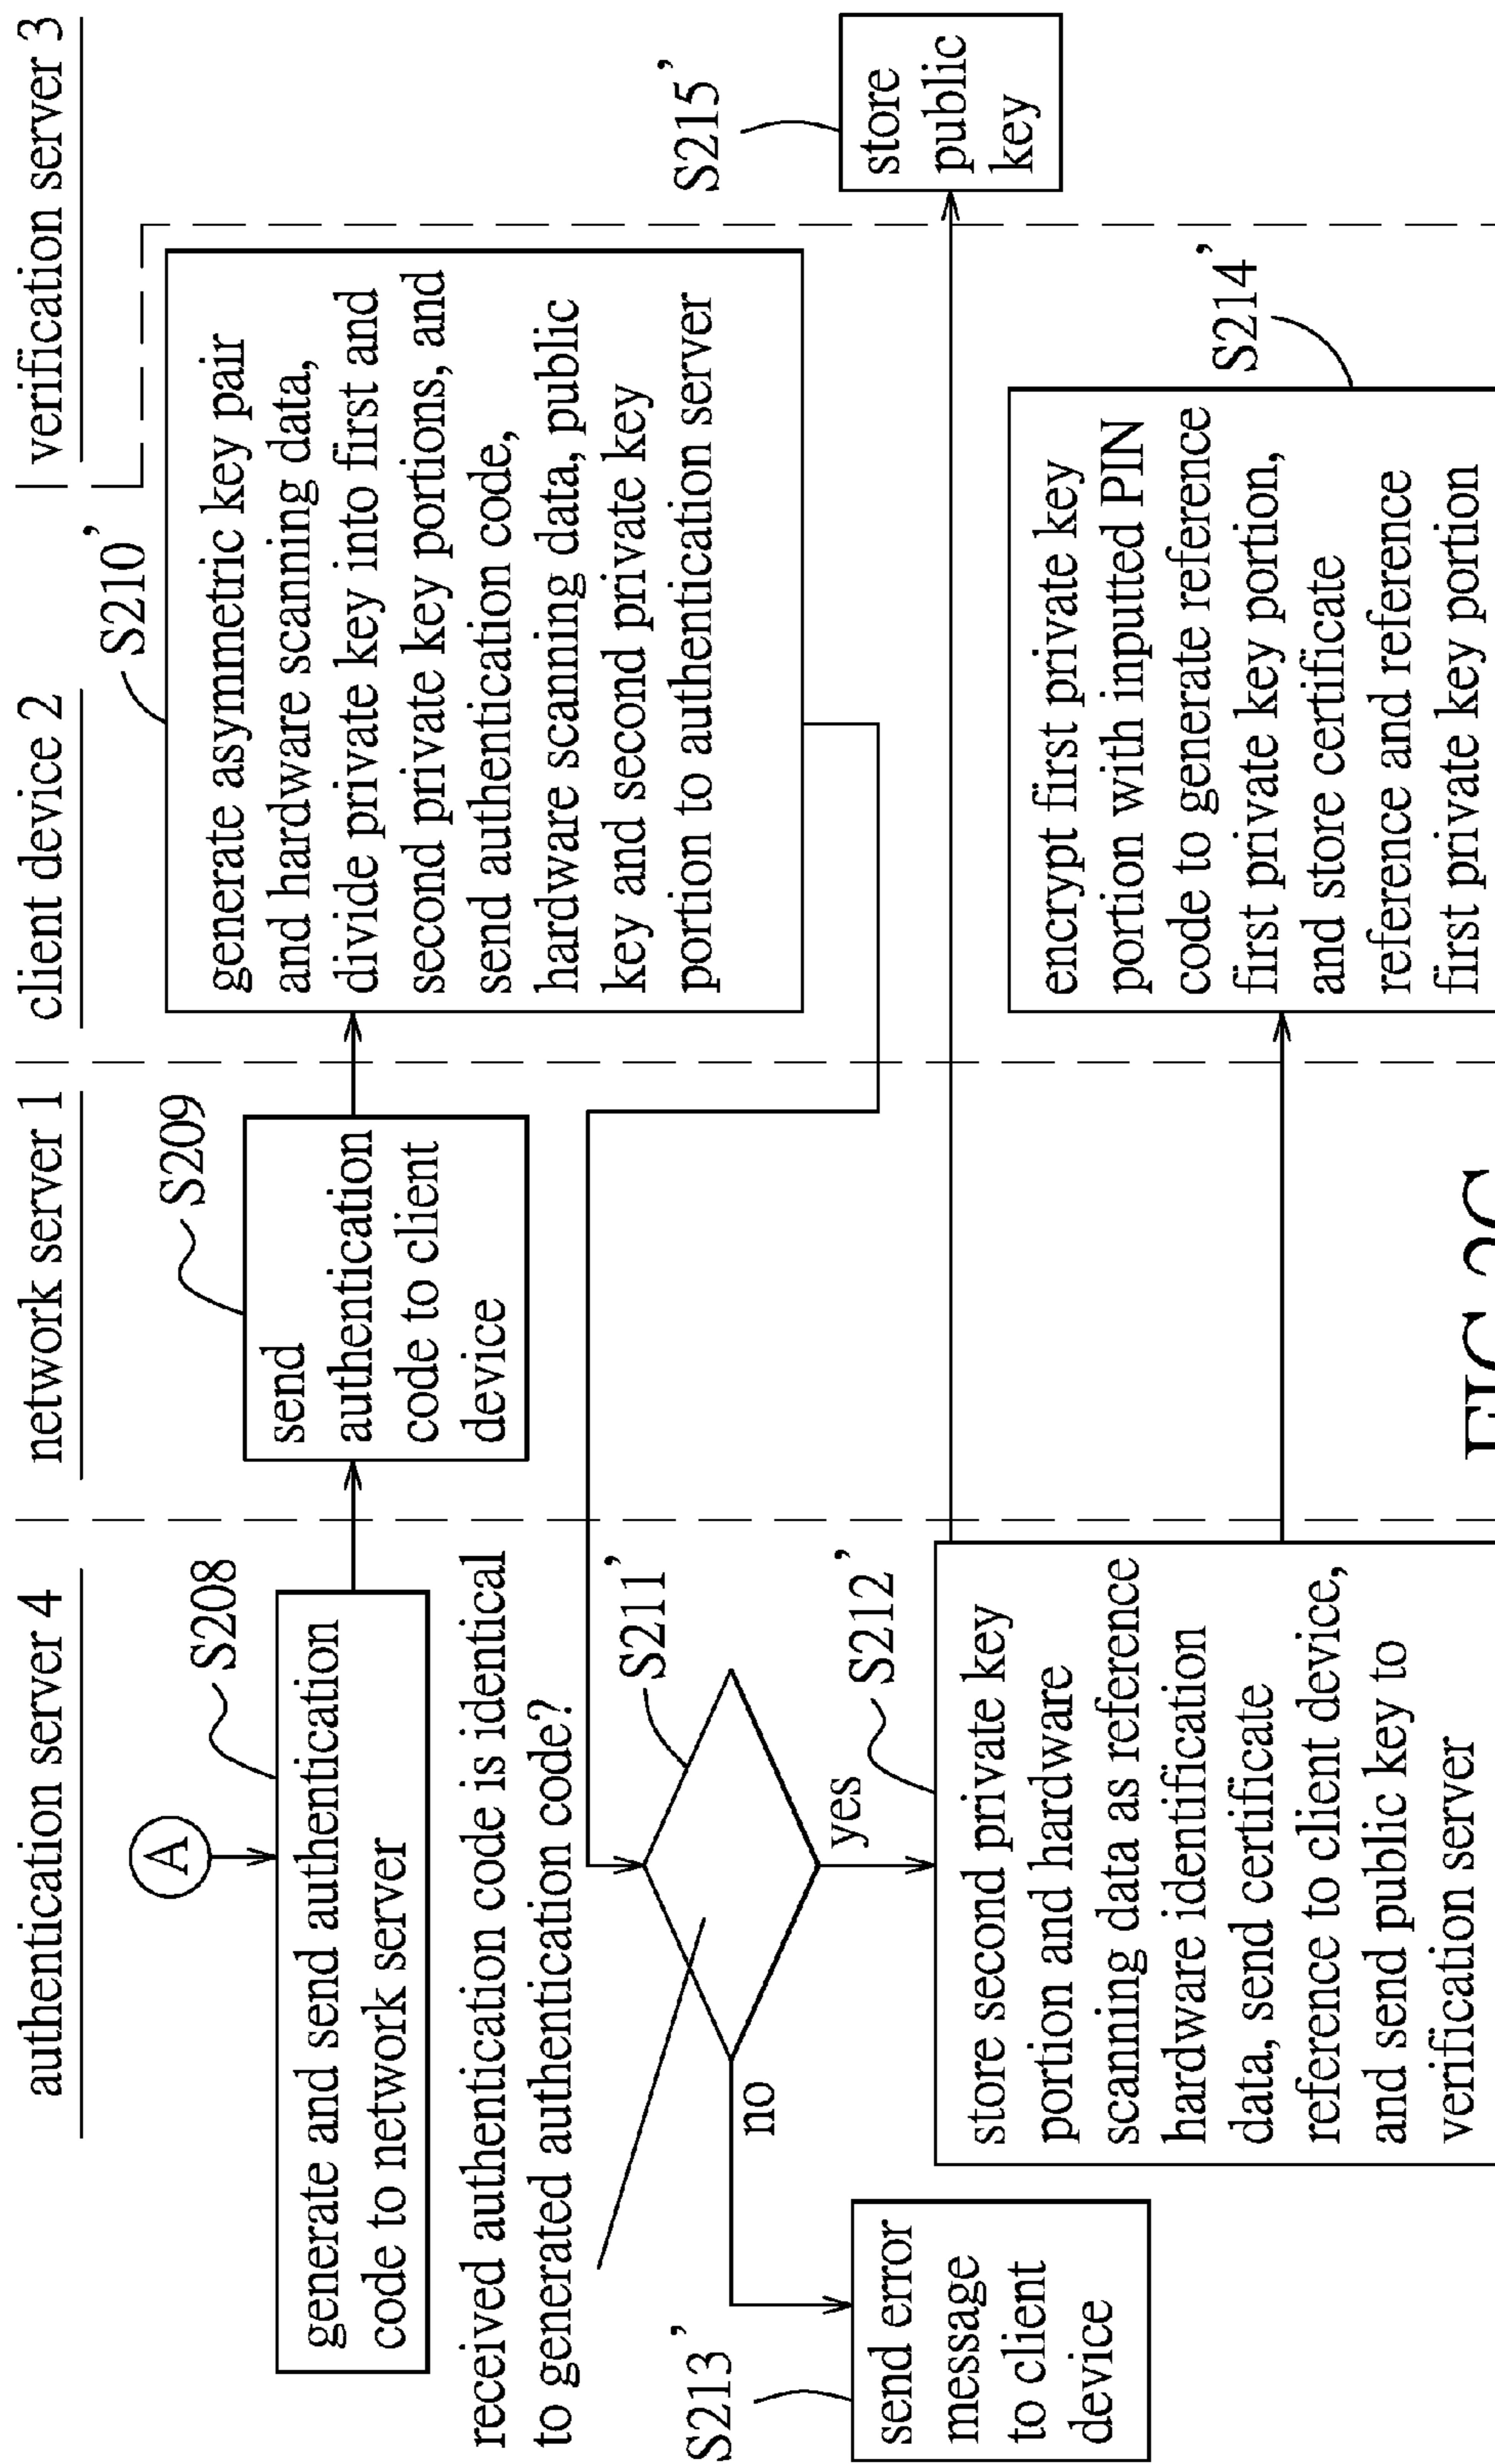 authentication server 4
network server 1
client device 2
verification server 3
A
S208
generate and send authentication
code to network server
S209
send
authentication
code to client
device
S210'
generate asymmetric key pair
and hardware scanning data,
divide private key into first and
second private key portions, and
send authentication code,
hardware scanning data, public
key and second private key
portion to authentication server
received authentication code is identical
to generated authentication code?
S211'
no
yes
S213'
send error
message
to client
device
S212'
store second private key
portion and hardware
scanning data as reference
hardware identification
data, send certificate
reference to client device,
and send public key to
verification server
S214'
encrypt first private key
portion with inputted PIN
code to generate reference
first private key portion,
and store certificate
reference and reference
first private key portion
S215'
store
public
key